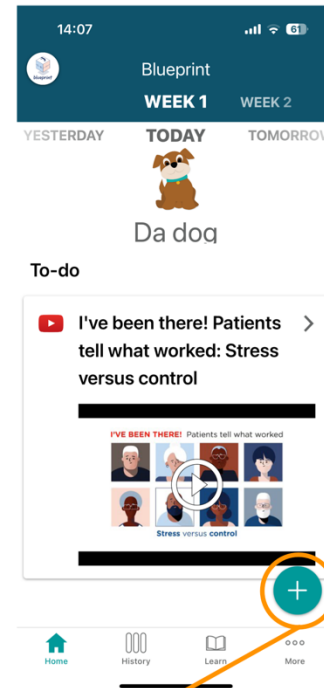 14:07
61
blueprint
Blueprint
WEEK 1 WEEK 2
YESTERDAY TODAY TOMORROW
Da dog
To-do
I've been there! Patients
tell what worked: Stress
versus control
I'VE BEEN THERE! Patients tell what worked
Stress versus control
Home History Learn More